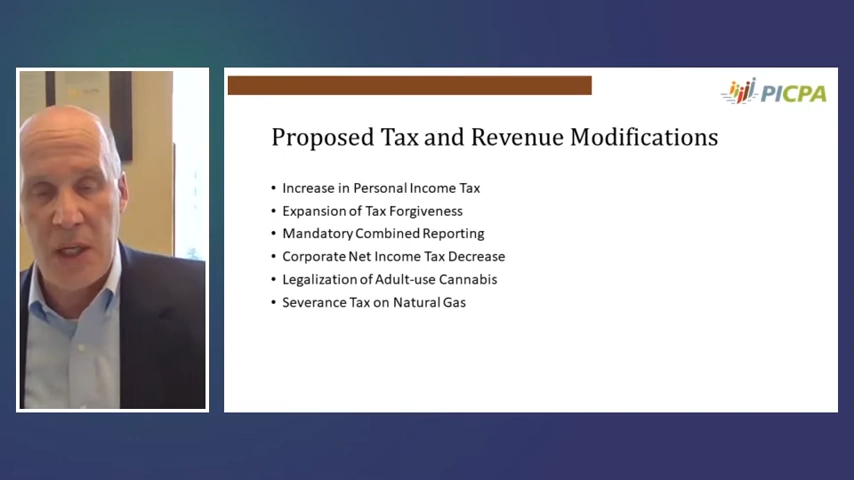 PICPA
Proposed Tax and Revenue Modifications
• Increase in Personal Income Tax
• Expansion of Tax Forgiveness
• Mandatory Combined Reporting
• Corporate Net Income Tax Decrease
• Legalization of Adult-use Cannabis
• Severance Tax on Natural Gas